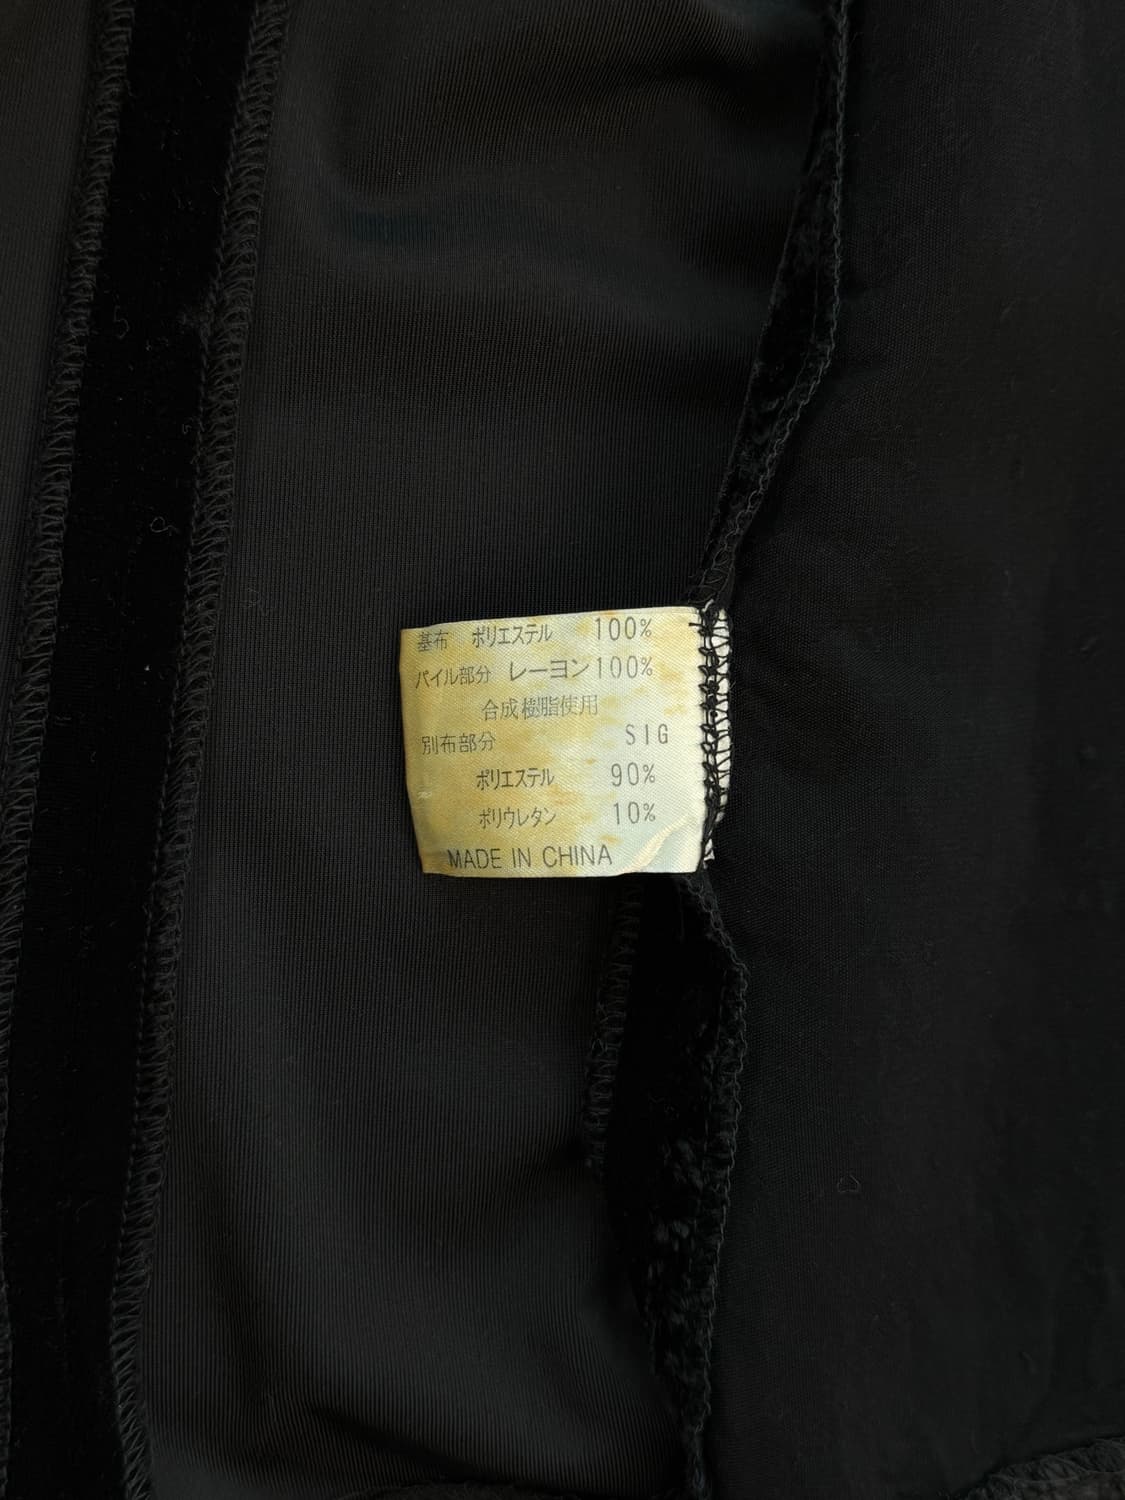 基布 ポリエステル 100%
パイル部分 レーヨン100%
合成樹脂使用
別布部分 SIG
ポリエステル 90%
ポリウレタン 10%
MADE IN CHINA